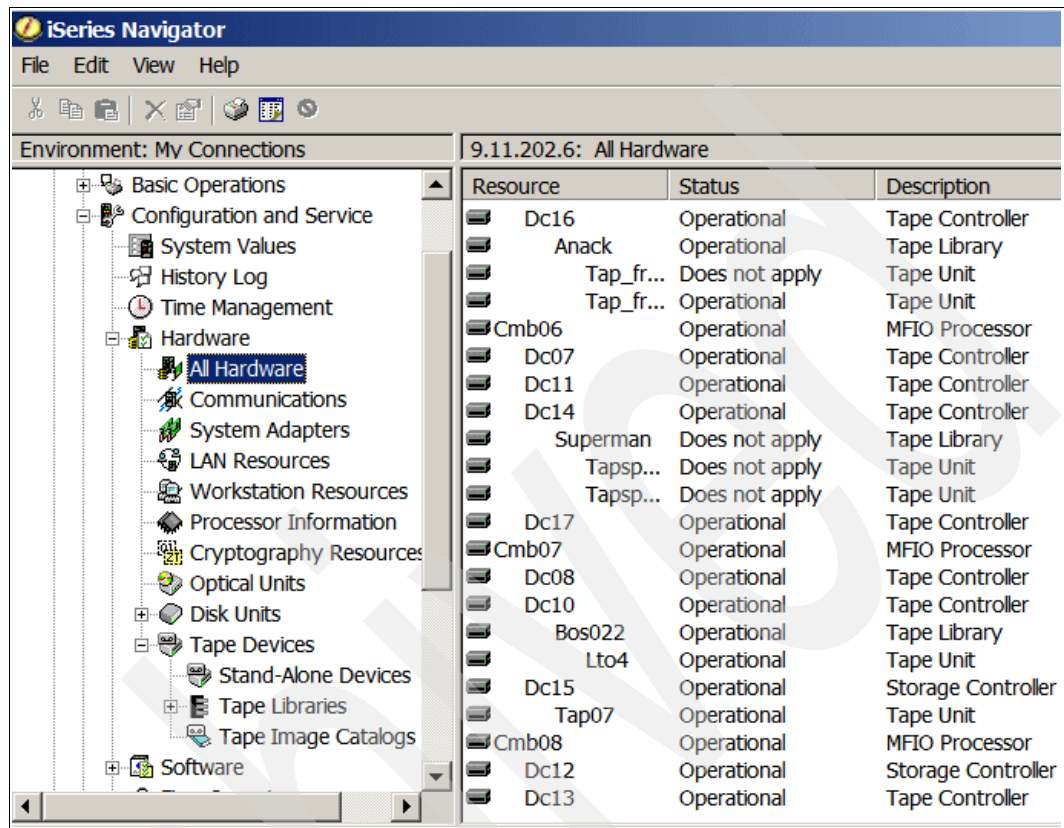 iSeries Navigator
File Edit View Help
Environment: My Connections
9.11.202.6: All Hardware
Basic Operations
Configuration and Service
System Values
History Log
Time Management
Hardware
All Hardware
Communications
System Adapters
LAN Resources
Workstation Resources
Processor Information
Cryptography Resources
Optical Units
Disk Units
Tape Devices
Stand-Alone Devices
Tape Libraries
Tape Image Catalogs
Software
Resource Status Description
Dc16 Operational Tape Controller
Anack Operational Tape Library
Tap_fr... Does not apply Tape Unit
Tap_fr... Operational Tape Unit
Cmb06 Operational MFIO Processor
Dc07 Operational Tape Controller
Dc11 Operational Tape Controller
Dc14 Operational Tape Controller
Superman Does not apply Tape Library
Tapsp... Does not apply Tape Unit
Tapsp... Does not apply Tape Unit
Dc17 Operational Tape Controller
Cmb07 Operational MFIO Processor
Dc08 Operational Tape Controller
Dc10 Operational Tape Controller
Bos022 Operational Tape Library
Lto4 Operational Tape Unit
Dc15 Operational Storage Controller
Tap07 Operational Tape Unit
Cmb08 Operational MFIO Processor
Dc12 Operational Storage Controller
Dc13 Operational Tape Controller